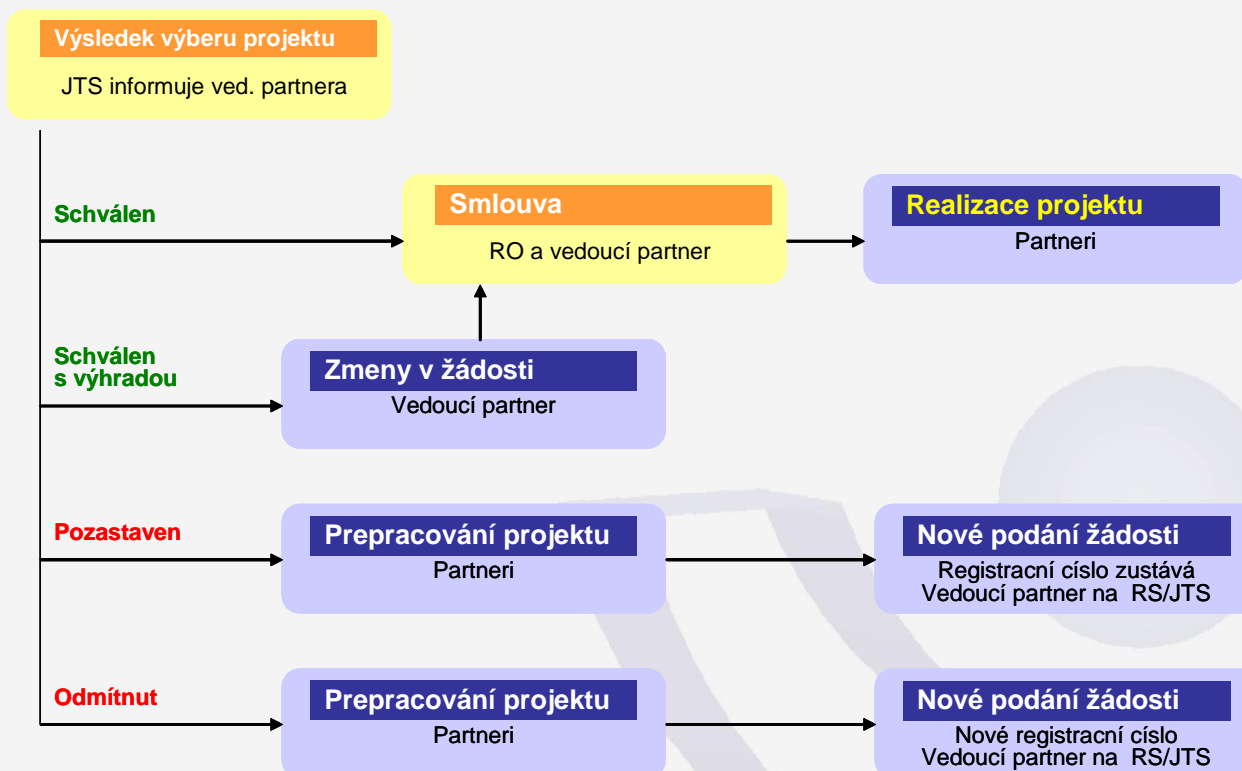 Výsledek výberu projektu
JTS informuje ved. partnera
Schválen
Smlouva
RO a vedoucí partner
Realizace projektu
Partneri
Schválen
s výhradou
Zmeny v žádosti
Vedoucí partner
Pozastaven
Prepracování projektu
Partneri
Nové podání žádosti
Registracní císlo zustává
Vedoucí partner na RS/JTS
Odmítnut
Prepracování projektu
Partneri
Nové podání žádosti
Nové registracní císlo
Vedoucí partner na RS/JTS